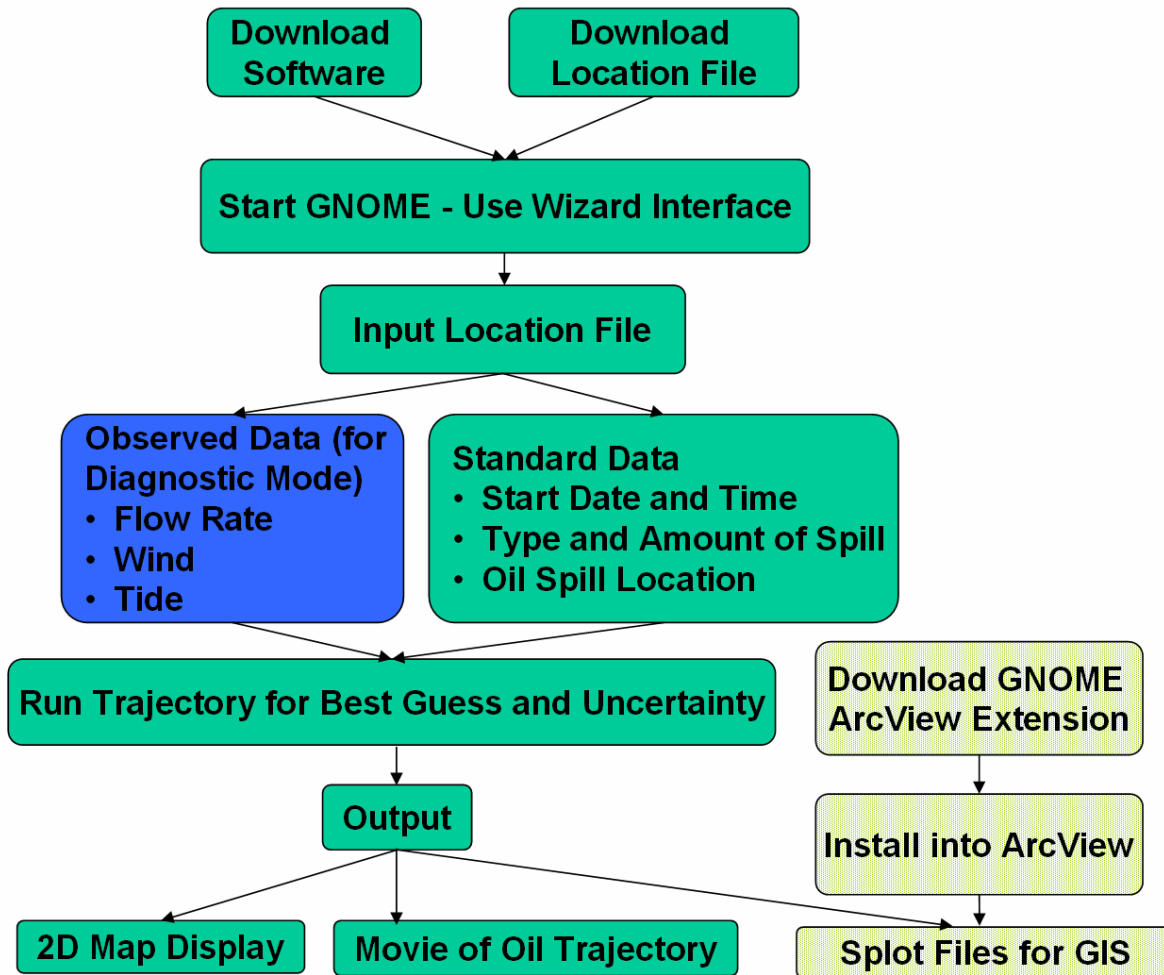 Download
Software
Download
Location File
Start GNOME - Use Wizard Interface
Input Location File
Observed Data (for
Diagnostic Mode)
• Flow Rate
• Wind
• Tide
Standard Data
• Start Date and Time
• Type and Amount of Spill
• Oil Spill Location
Run Trajectory for Best Guess and Uncertainty
Download GNOME
ArcView Extension
Output
Install into ArcView
2D Map Display
Movie of Oil Trajectory
Splot Files for GIS